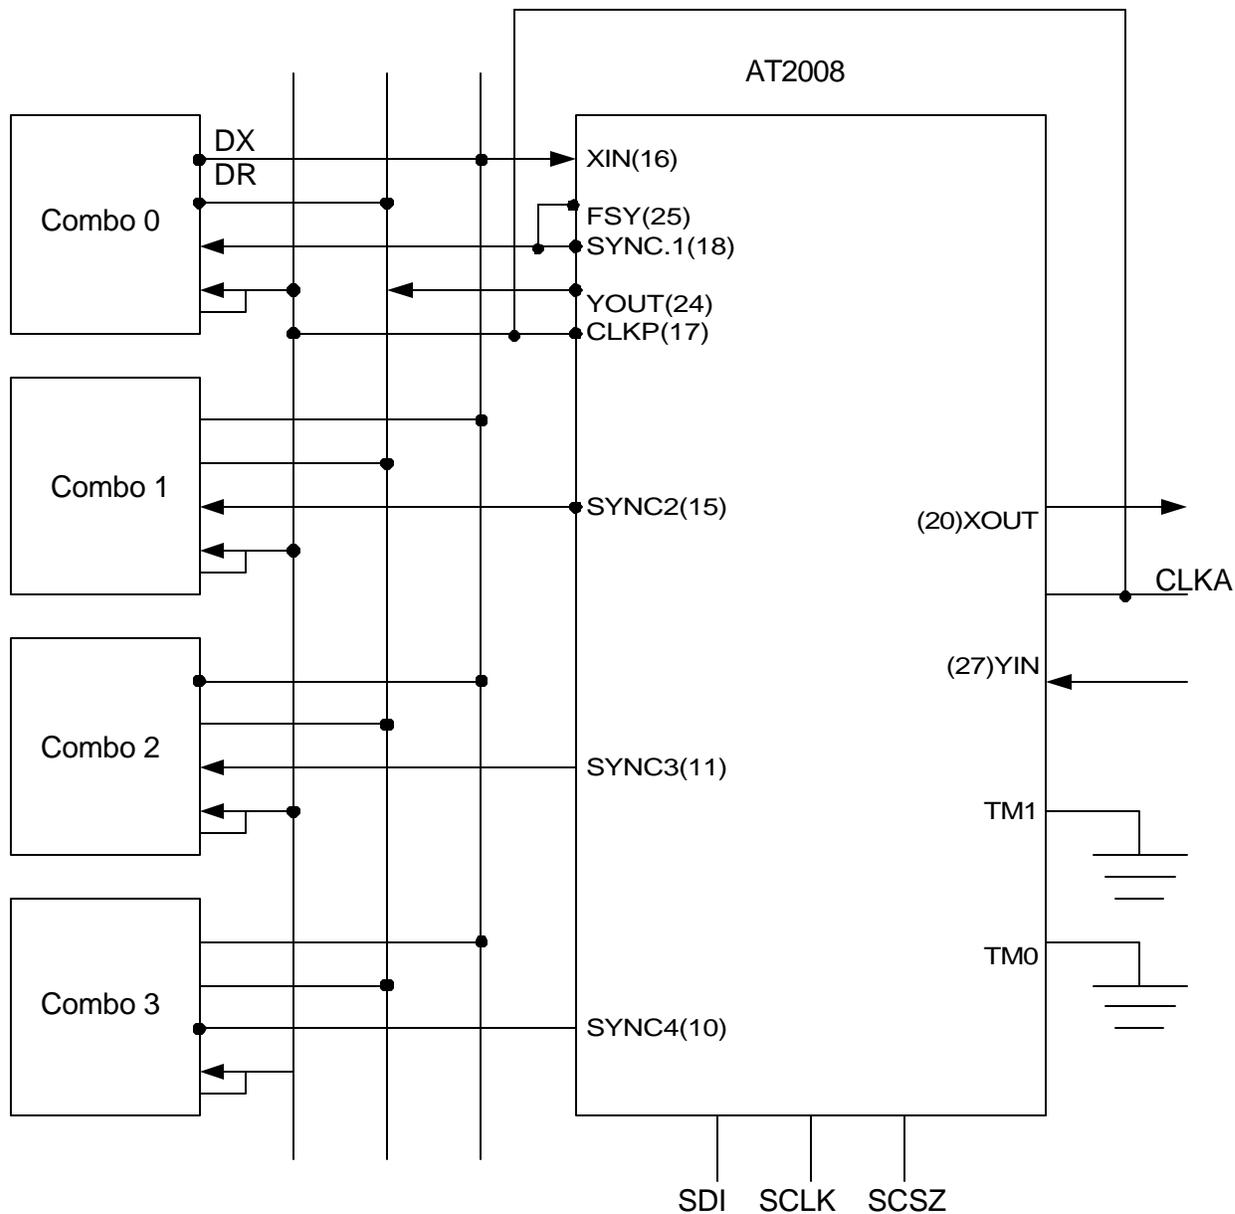 AT2008
DX
DR
Combo 0
XIN(16)
FSY(25)
SYNC.1(18)
YOUT(24)
CLKP(17)
Combo 1
SYNC2(15)
(20)XOUT
CLKA
(27)YIN
Combo 2
SYNC3(11)
TM1
TM0
Combo 3
SYNC4(10)
SDI SCLK SCSZ